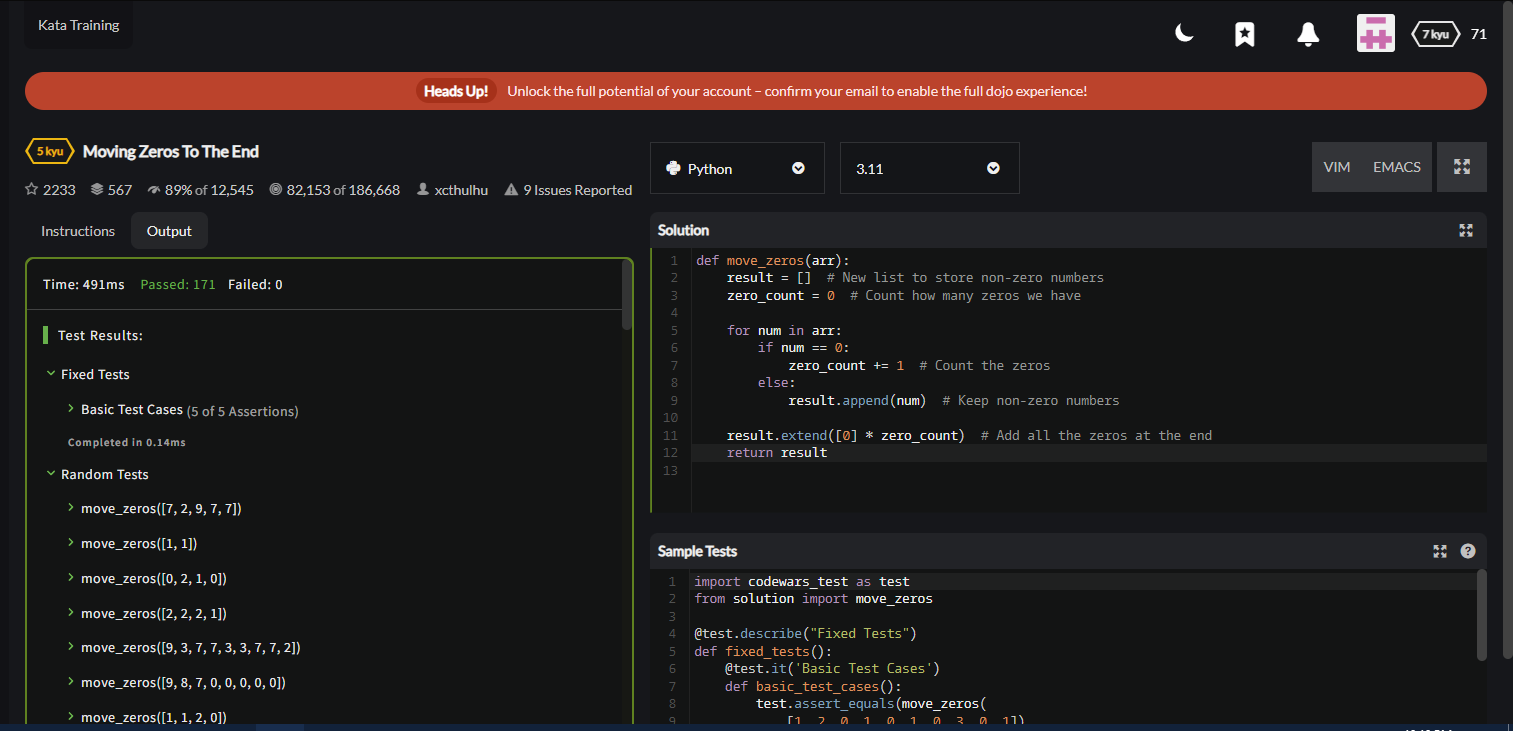 Kata Training
7 kyu 71
Heads Up! Unlock the full potential of your account – confirm your email to enable the full dojo experience!
5 kyu Moving Zeros To The End
2233 567 89% of 12,545 82,153 of 186,668 xcthulhu 9 Issues Reported
Instructions Output
Time: 491ms Passed: 171 Failed: 0
Test Results:
Fixed Tests
Basic Test Cases (5 of 5 Assertions)
Completed in 0.14ms
Random Tests
move_zeros([7, 2, 9, 7, 7])
move_zeros([1, 1])
move_zeros([0, 2, 1, 0])
move_zeros([2, 2, 2, 1])
move_zeros([9, 3, 7, 7, 3, 3, 7, 7, 2])
move_zeros([9, 8, 7, 0, 0, 0, 0, 0])
move_zeros([1, 1, 2, 0])
Python 3.11 VIM EMACS
Solution
1 def move_zeros(arr):
2     result = []  # New list to store non-zero numbers
3     zero_count = 0  # Count how many zeros we have
4
5     for num in arr:
6         if num == 0:
7             zero_count += 1  # Count the zeros
8         else:
9             result.append(num)  # Keep non-zero numbers
10
11     result.extend([0] * zero_count)  # Add all the zeros at the end
12     return result
13
Sample Tests ?
1 import codewars_test as test
2 from solution import move_zeros
3
4 @test.describe("Fixed Tests")
5 def fixed_tests():
6     @test.it('Basic Test Cases')
7     def basic_test_cases():
8         test.assert_equals(move_zeros(
9             [1, 2, 0, 1, 0, 1, 0, 3, 0, 1]),